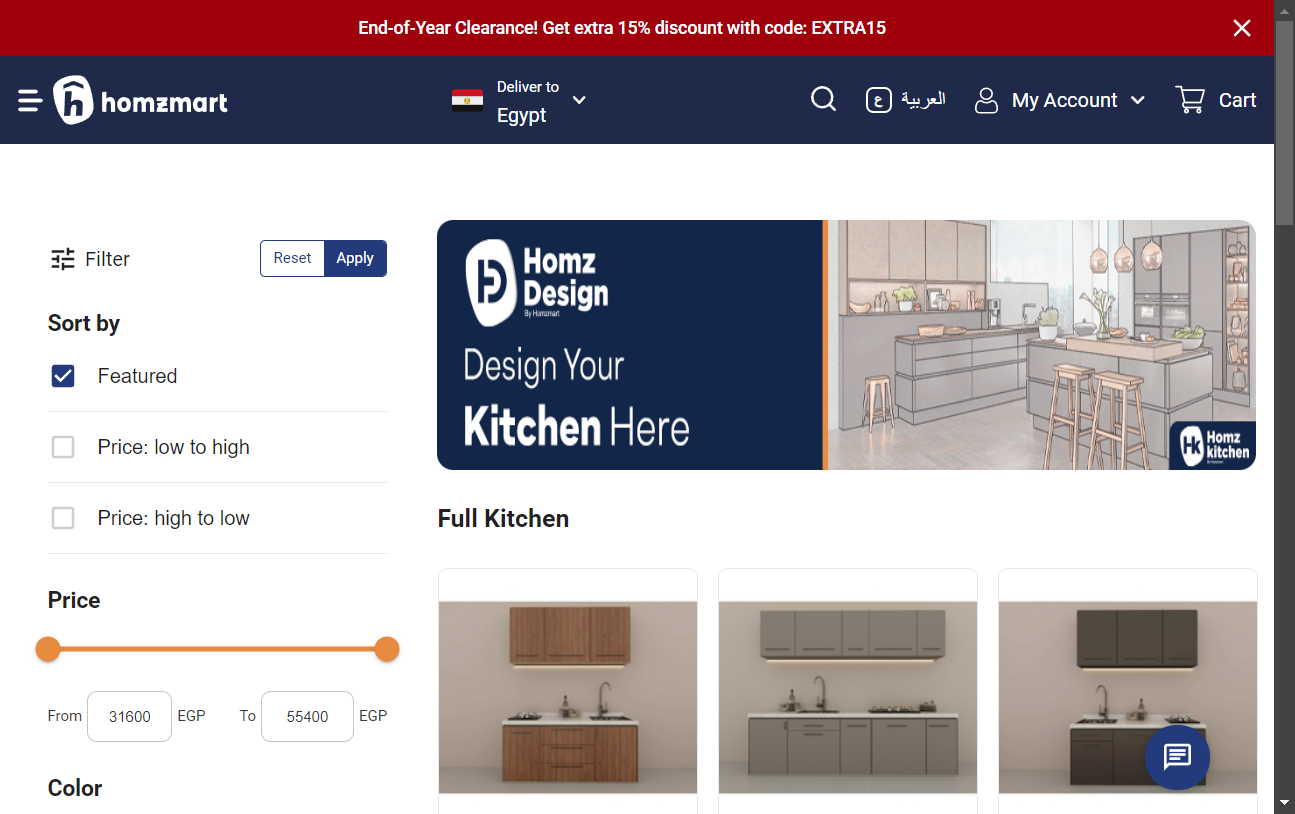 End-of-Year Clearance! Get extra 15% discount with code: EXTRA15
homzmart
Deliver to
Egypt
ع
العربية
My Account
Cart
Filter
Reset
Apply
Sort by
Featured
Price: low to high
Price: high to low
Price
From 31600 EGP To 55400 EGP
Color
Homz
Design
By Homzmart
Design Your
Kitchen Here
Hk
Homz
kitchen
Full Kitchen